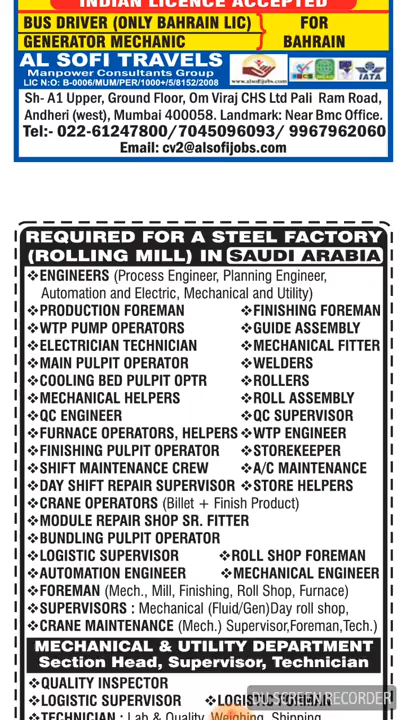 INDIAN LICENCE ACCEPTED
BUS DRIVER (ONLY BAHRAIN LIC) FOR
GENERATOR MECHANIC BAHRAIN
AL SOFI TRAVELS
Manpower Consultants Group
LIC N:O: B-0006/MUM/PER/1000+/5/8152/2008
IATA
Sh- A1 Upper, Ground Floor, Om Viraj CHS Ltd Pali Ram Road,
Andheri (west), Mumbai 400058. Landmark: Near Bmc Office.
Tel:- 022-61247800/7045096093/ 9967962060
Email: cv2@alsofijobs.com
REQUIRED FOR A STEEL FACTORY
(ROLLING MILL) IN SAUDI ARABIA
❖ENGINEERS (Process Engineer, Planning Engineer,
Automation and Electric, Mechanical and Utility)
❖PRODUCTION FOREMAN ❖FINISHING FOREMAN
❖WTP PUMP OPERATORS ❖GUIDE ASSEMBLY
❖ELECTRICIAN TECHNICIAN ❖MECHANICAL FITTER
❖MAIN PULPIT OPERATOR ❖WELDERS
❖COOLING BED PULPIT OPTR ❖ROLLERS
❖MECHANICAL HELPERS ❖ROLL ASSEMBLY
❖QC ENGINEER ❖QC SUPERVISOR
❖FURNACE OPERATORS, HELPERS ❖WTP ENGINEER
❖FINISHING PULPIT OPERATOR ❖STOREKEEPER
❖SHIFT MAINTENANCE CREW ❖A/C MAINTENANCE
❖DAY SHIFT REPAIR SUPERVISOR ❖STORE HELPERS
❖CRANE OPERATORS (Billet + Finish Product)
❖MODULE REPAIR SHOP SR. FITTER
❖BUNDLING PULPIT OPERATOR
❖LOGISTIC SUPERVISOR ❖ROLL SHOP FOREMAN
❖AUTOMATION ENGINEER ❖MECHANICAL ENGINEER
❖FOREMAN (Mech., Mill, Finishing, Roll Shop, Furnace)
❖SUPERVISORS : Mechanical (Fluid/Gen)Day roll shop,
❖CRANE MAINTENANCE (Mech.) Supervisor,Foreman,Tech.)
MECHANICAL & UTILITY DEPARTMENT
Section Head, Supervisor, Technician
❖QUALITY INSPECTOR
❖LOGISTIC SUPERVISOR ❖LOGISTIC
DU SCREEN RECORDER
❖TECHNICIAN : Lab & Quality, Weighing, Shipping